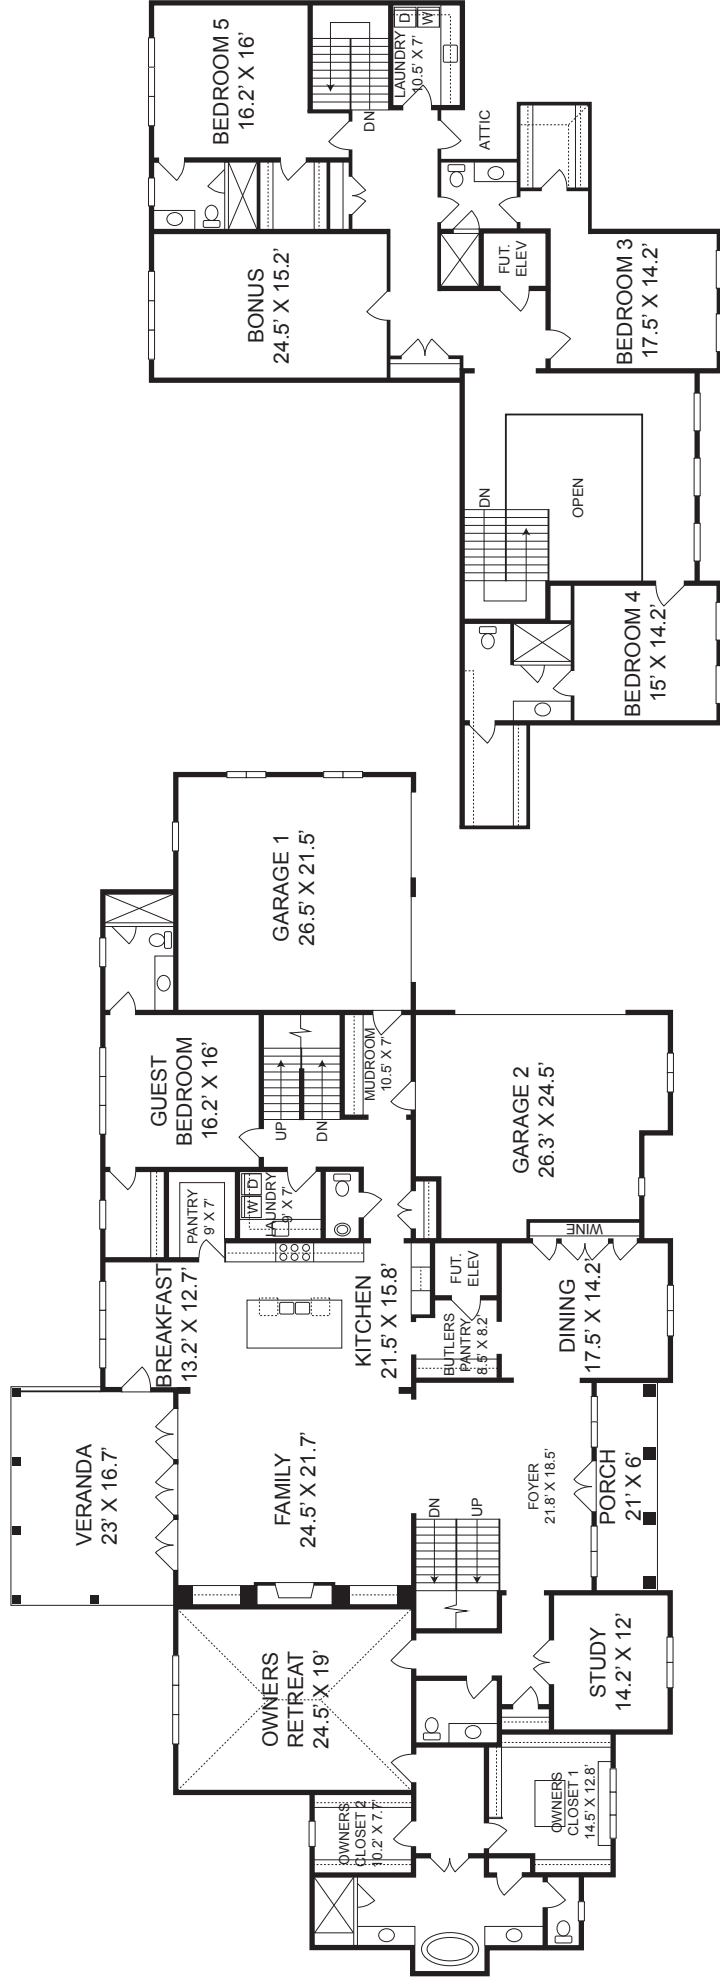 BEDROOM 5
16.2' X 16'
DN
LAUNDRY
10.5' X 7'
D
W
ATTIC
BONUS
24.5' X 15.2'
FUT.
ELEV
BEDROOM 3
17.5' X 14.2'
DN
OPEN
BEDROOM 4
15' X 14.2'
GARAGE 1
26.5' X 21.5'
GUEST
BEDROOM
16.2' X 16'
UP
DN
MUDROOM
10.5' X 7'
GARAGE 2
26.3' X 24.5'
PANTRY
9' X 7'
W
D
LAUNDRY
9' X 7'
WINE
BREAKFAST
13.2' X 12.7'
KITCHEN
21.5' X 15.8'
FUT.
ELEV
BUTLERS
PANTRY
8.5' X 8.2'
DINING
17.5' X 14.2'
VERANDA
23' X 16.7'
FAMILY
24.5' X 21.7'
DN
UP
FOYER
21.8' X 18.5'
PORCH
21' X 6'
OWNERS
RETREAT
24.5' X 19'
STUDY
14.2' X 12'
OWNERS
CLOSET 2
10.2' X 7.7'
OWNERS
CLOSET 1
14.5' X 12.8'